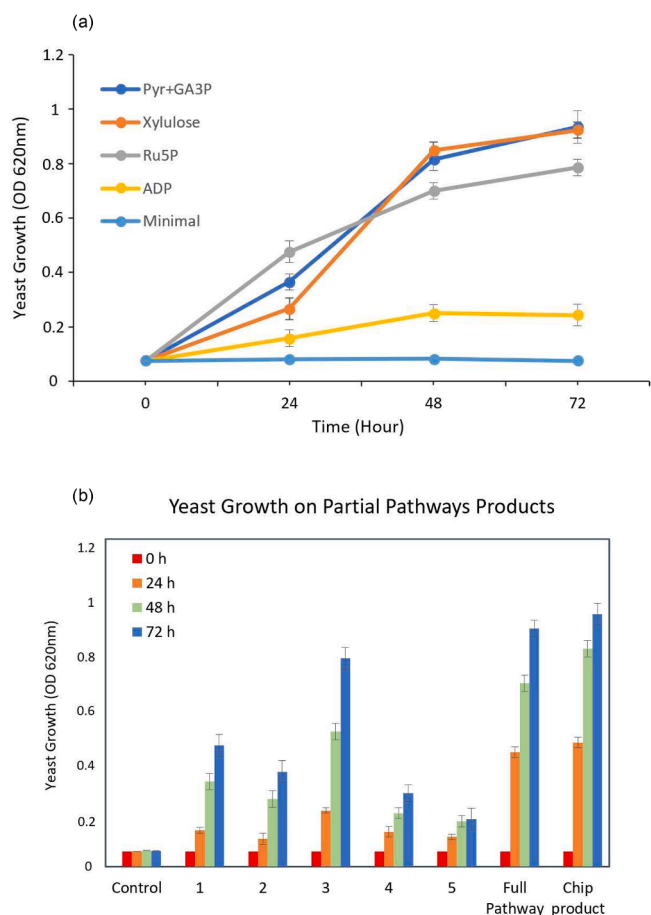 (a)
1.2
1
0.8
0.6
0.4
0.2
0
Yeast Growth (OD 620nm)
Pyr+GA3P
Xylulose
Ru5P
ADP
Minimal
0 24 48 72
Time (Hour)
(b)
Yeast Growth on Partial Pathways Products
1.2
1
0.8
0.6
0.4
0.2
0
Yeast Growth (OD 620nm)
0 h
24 h
48 h
72 h
Control 1 2 3 4 5 Full Chip
Pathway product